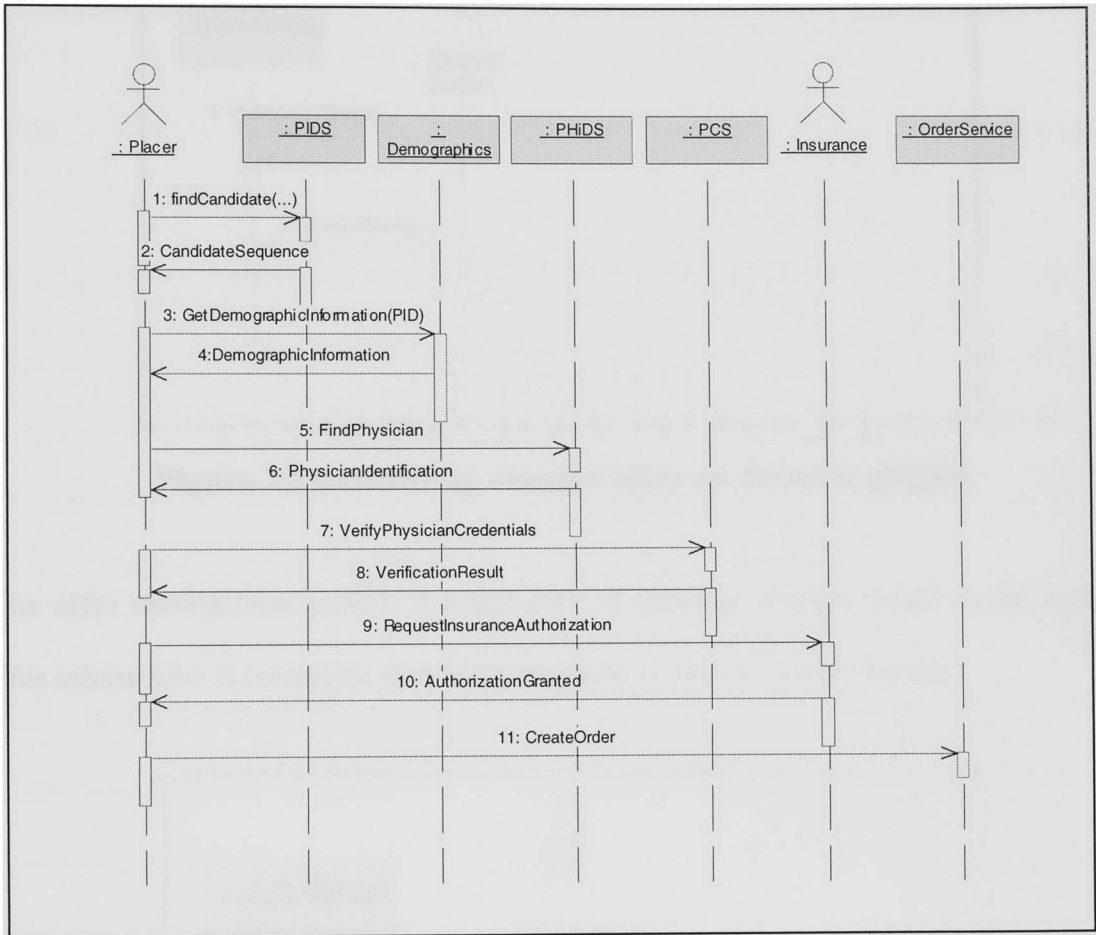 : Placer
: PIDS
:
Demographics
: PHiDS
: PCS
: Insurance
: OrderService
1: findCandidate(...)
2: CandidateSequence
3: GetDemographicInformation(PID)
4:DemographicInformation
5: FindPhysician
6: PhysicianIdentification
7: VerifyPhysicianCredentials
8: VerificationResult
9: RequestInsuranceAuthorization
10: AuthorizationGranted
11: CreateOrder